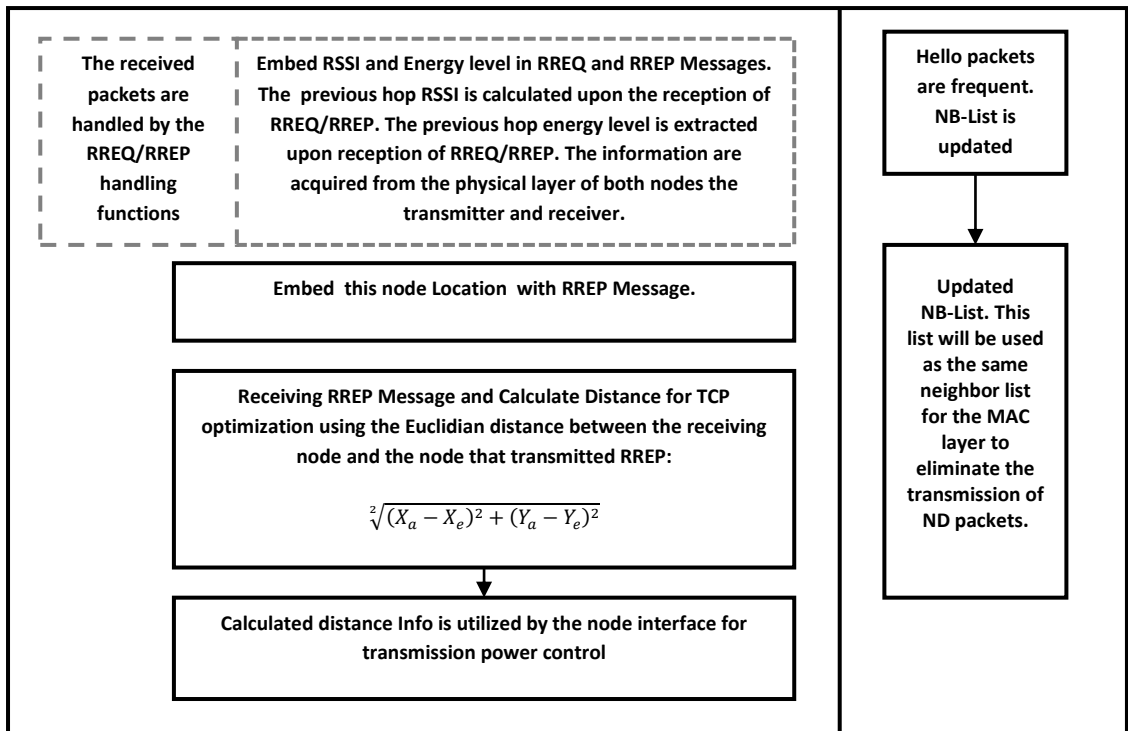 The received
packets are
handled by the
RREQ/RREP
handling
functions
Embed RSSI and Energy level in RREQ and RREP Messages.
The previous hop RSSI is calculated upon the reception of
RREQ/RREP. The previous hop energy level is extracted
upon reception of RREQ/RREP. The information are
acquired from the physical layer of both nodes the
transmitter and receiver.
Embed this node Location with RREP Message.
Receiving RREP Message and Calculate Distance for TCP
optimization using the Euclidian distance between the receiving
node and the node that transmitted RREP:
$\sqrt[2]{(X_a - X_e)^2 + (Y_a - Y_e)^2}$
Calculated distance Info is utilized by the node interface for
transmission power control
Hello packets
are frequent.
NB-List is
updated
Updated
NB-List. This
list will be used
as the same
neighbor list
for the MAC
layer to
eliminate the
transmission of
ND packets.